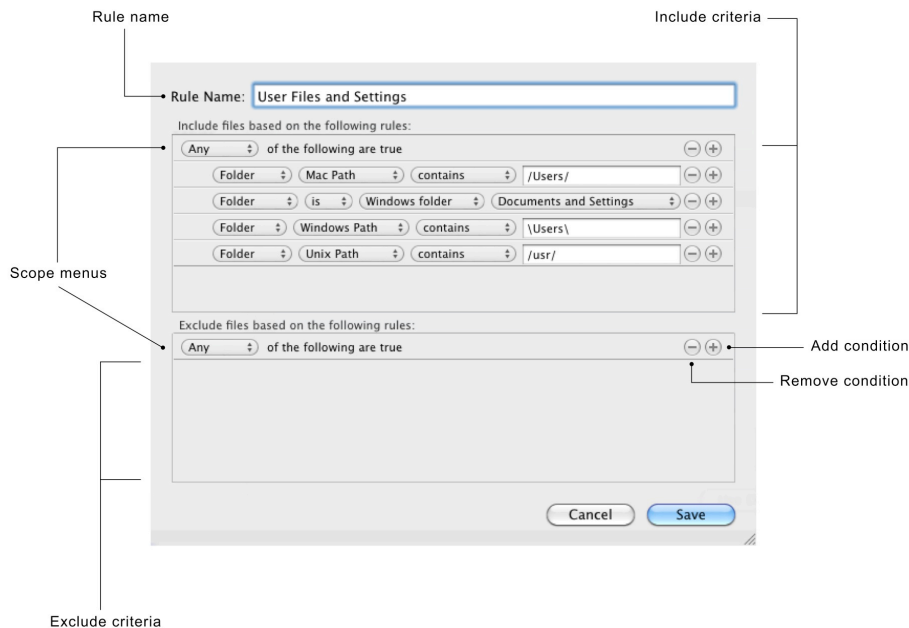 Rule name
Include criteria
Rule Name: User Files and Settings
Include files based on the following rules:
Any of the following are true
Folder Mac Path contains /Users/
Folder is Windows folder Documents and Settings
Folder Windows Path contains \Users\
Folder Unix Path contains /usr/
Scope menus
Exclude files based on the following rules:
Any of the following are true
Add condition
Remove condition
Cancel Save
Exclude criteria